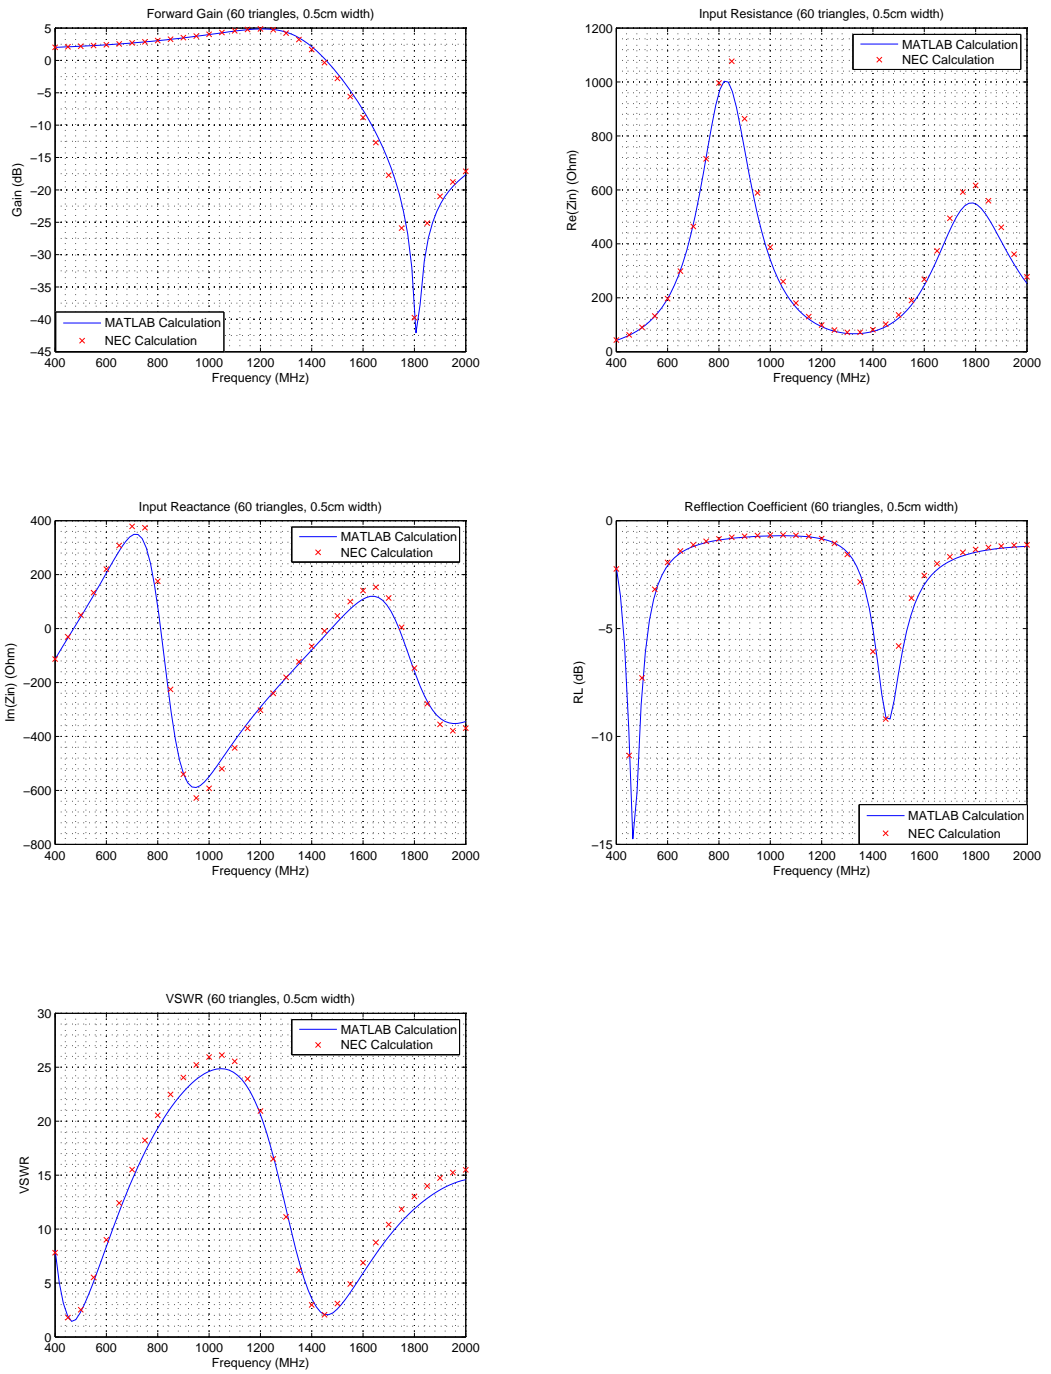 Forward Gain (60 triangles, 0.5cm width)
5
0
−5
−10
−15
−20
−25
−30
−35
−40
−45
Gain (dB)
MATLAB Calculation
NEC Calculation
400 600 800 1000 1200 1400 1600 1800 2000
Frequency (MHz)
Input Resistance (60 triangles, 0.5cm width)
1200
1000
800
600
400
200
0
Re(Zin) (Ohm)
MATLAB Calculation
NEC Calculation
400 600 800 1000 1200 1400 1600 1800 2000
Frequency (MHz)
Input Reactance (60 triangles, 0.5cm width)
400
200
0
−200
−400
−600
−800
Im(Zin) (Ohm)
MATLAB Calculation
NEC Calculation
400 600 800 1000 1200 1400 1600 1800 2000
Frequency (MHz)
Refflection Coefficient (60 triangles, 0.5cm width)
0
−5
−10
−15
RL (dB)
MATLAB Calculation
NEC Calculation
400 600 800 1000 1200 1400 1600 1800 2000
Frequency (MHz)
VSWR (60 triangles, 0.5cm width)
30
25
20
15
10
5
0
VSWR
MATLAB Calculation
NEC Calculation
400 600 800 1000 1200 1400 1600 1800 2000
Frequency (MHz)